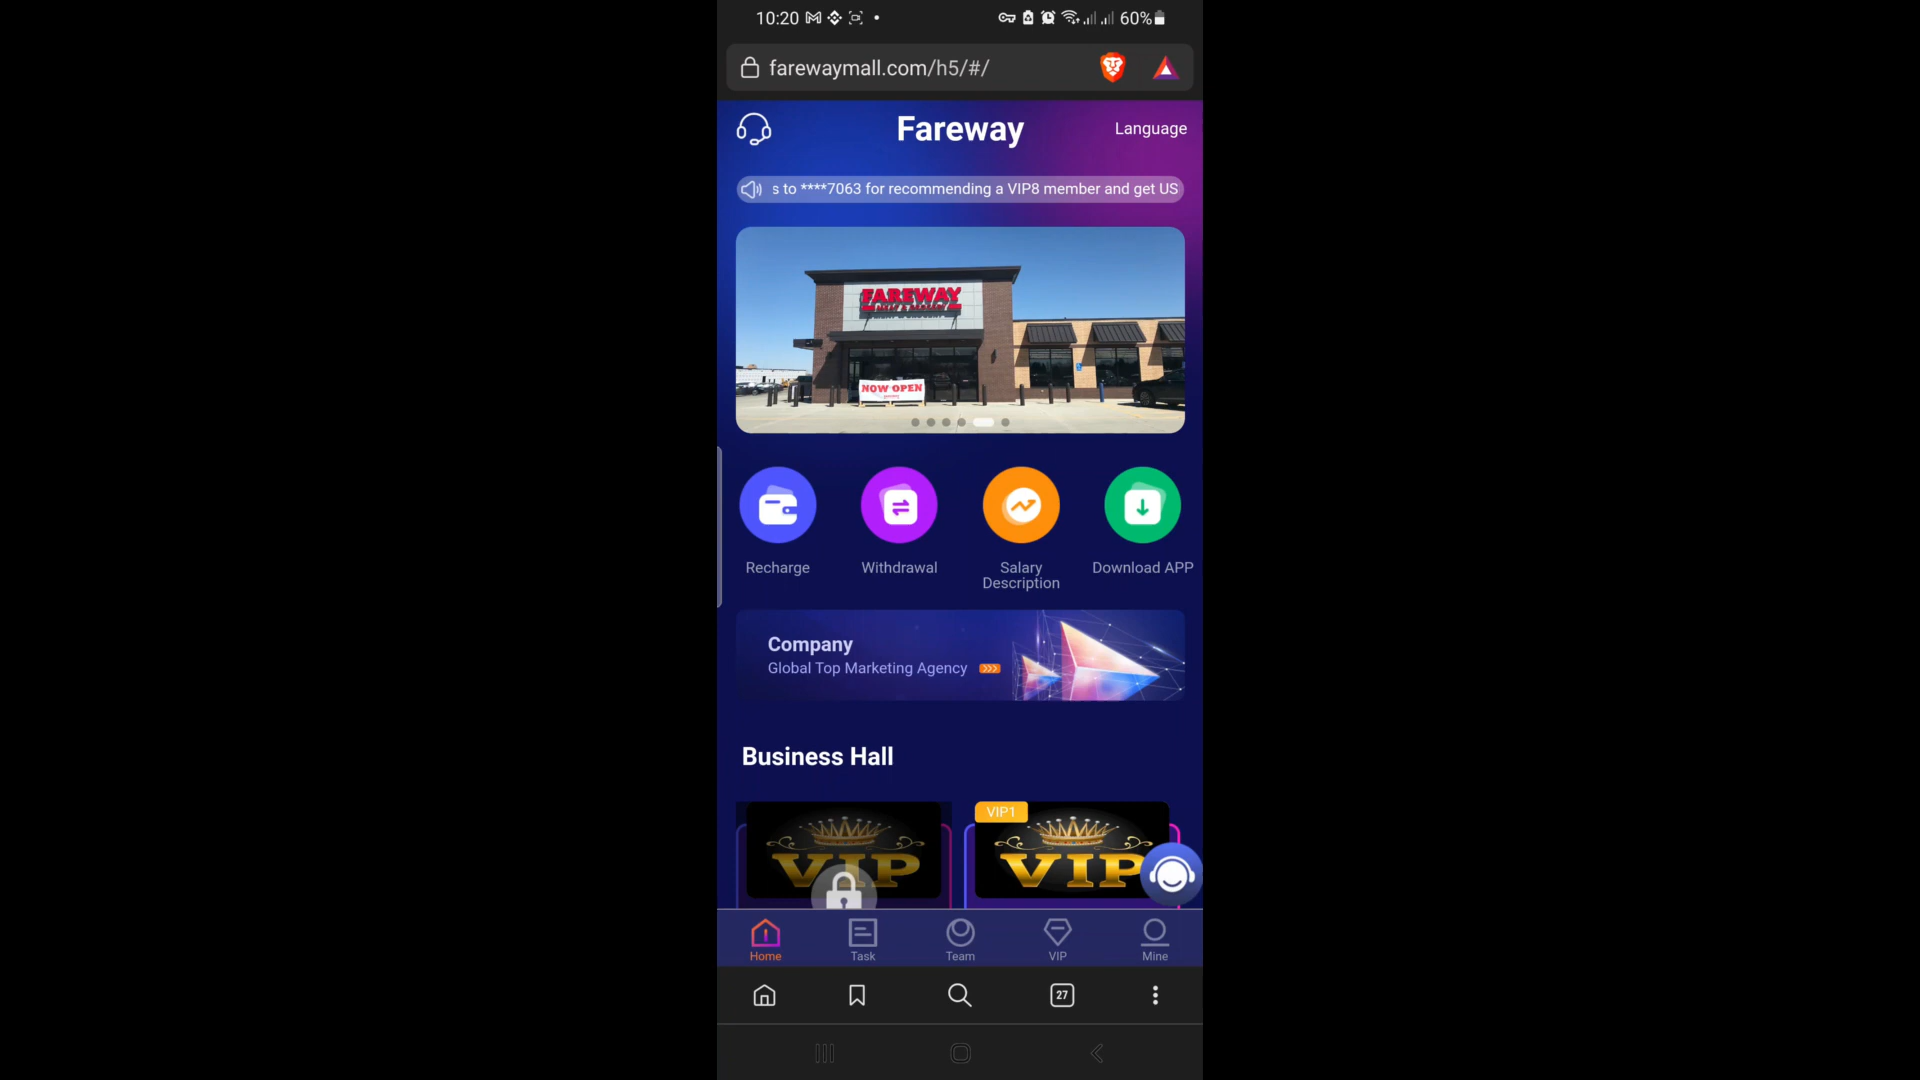 10:20
60%
farewaymall.com/h5/#/
Fareway
Language
s to ****7063 for recommending a VIP8 member and get US
FAREWAY
NOW OPEN
Recharge
Withdrawal
Salary
Description
Download APP
Company
Global Top Marketing Agency
Business Hall
VIP
VIP1
VIP
Home
Task
Team
VIP
Mine
27